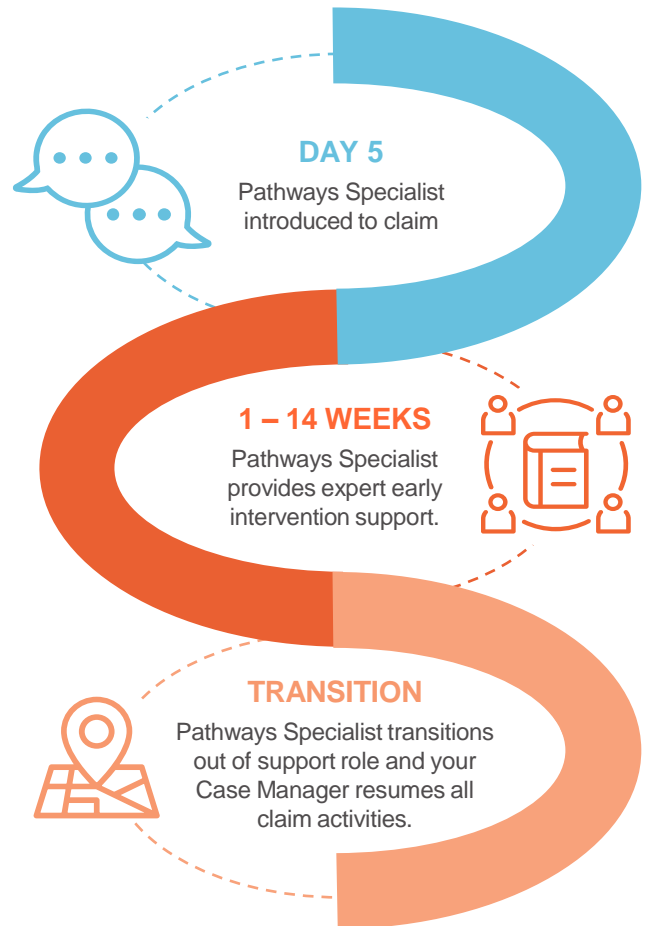 DAY 5
Pathways Specialist
introduced to claim
1 – 14 WEEKS
Pathways Specialist
provides expert early
intervention support.
TRANSITION
Pathways Specialist transitions
out of support role and your
Case Manager resumes all
claim activities.